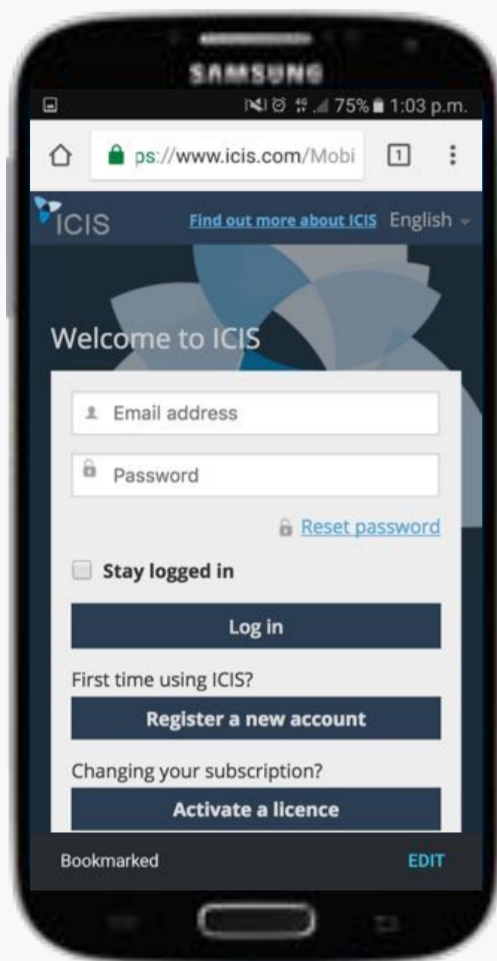 SAMSUNG
75% 1:03 p.m.
ps://www.icis.com/Mobi 1
ICIS Find out more about ICIS English
Welcome to ICIS
Email address
Password
Reset password
Stay logged in
Log in
First time using ICIS?
Register a new account
Changing your subscription?
Activate a licence
Bookmarked EDIT